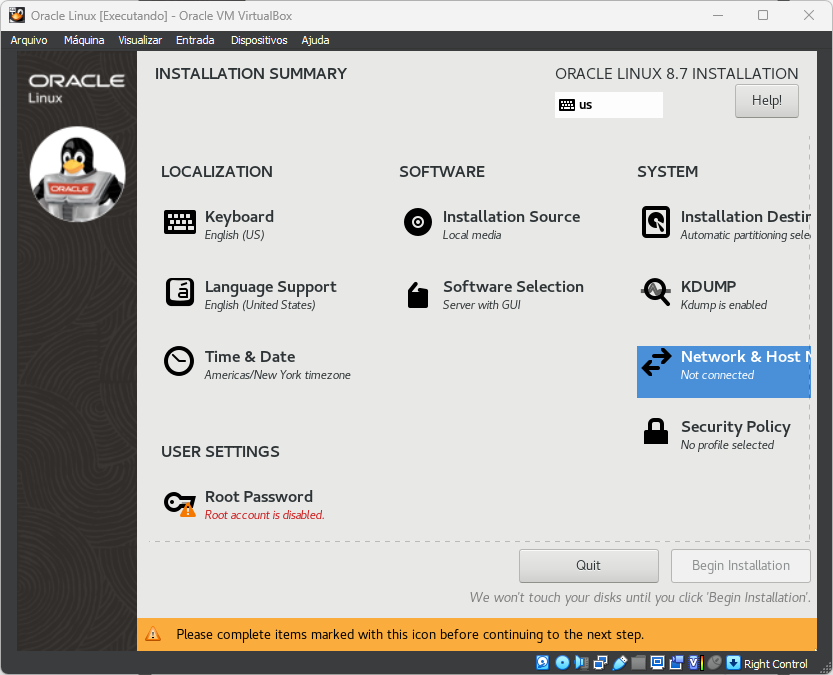 Oracle Linux [Executando] - Oracle VM VirtualBox
Arquivo Máquina Visualizar Entrada Dispositivos Ajuda
ORACLE
Linux
ORACLE
INSTALLATION SUMMARY
ORACLE LINUX 8.7 INSTALLATION
us
Help!
LOCALIZATION
Keyboard
English (US)
Language Support
English (United States)
Time & Date
Americas/New York timezone
SOFTWARE
Installation Source
Local media
Software Selection
Server with GUI
SYSTEM
Installation Destin
Automatic partitioning sele
KDUMP
Kdump is enabled
Network & Host N
Not connected
Security Policy
No profile selected
USER SETTINGS
Root Password
Root account is disabled.
Quit
Begin Installation
We won't touch your disks until you click 'Begin Installation'.
Please complete items marked with this icon before continuing to the next step.
Right Control